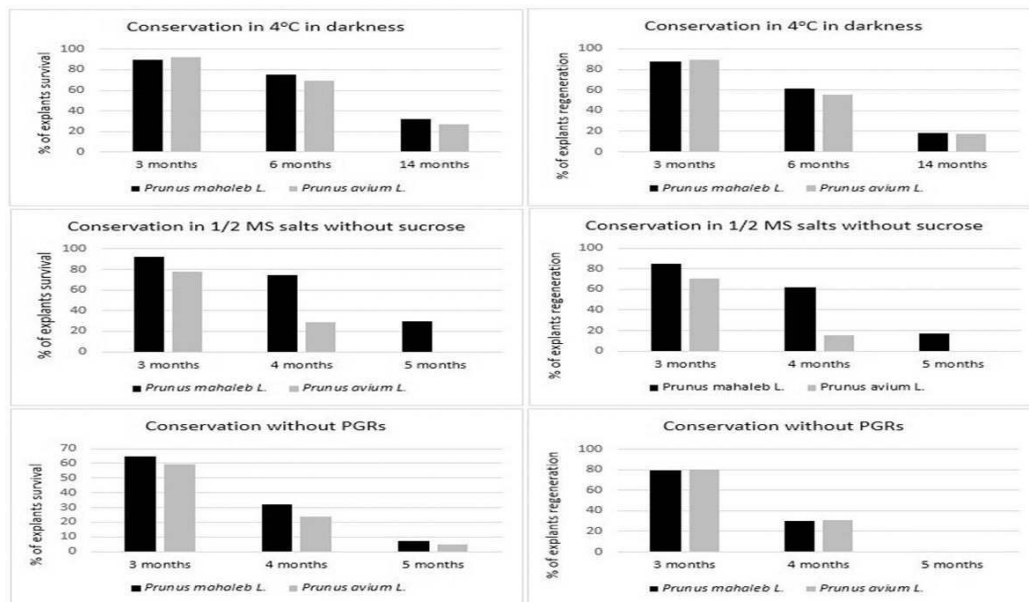 Conservation in 4°C in darkness
% of explants survival
100
80
60
40
20
0
3 months 6 months 14 months
Prunus mahaleb L. Prunus avium L.
Conservation in 4°C in darkness
% of explants regeneration
100
80
60
40
20
0
3 months 6 months 14 months
Prunus mahaleb L. Prunus avium L.
Conservation in 1/2 MS salts without sucrose
% of explants survival
100
80
60
40
20
0
3 months 4 months 5 months
Prunus mahaleb L. Prunus avium L.
Conservation in 1/2 MS salts without sucrose
% of explants regeneration
100
80
60
40
20
0
3 months 4 months 5 months
Prunus mahaleb L. Prunus avium L.
Conservation without PGRs
% of explants survival
70
60
50
40
30
20
10
0
3 months 4 months 5 months
Prunus mahaleb L. Prunus avium L.
Conservation without PGRs
% of explants regeneration
100
80
60
40
20
0
3 months 4 months 5 months
Prunus mahaleb L. Prunus avium L.